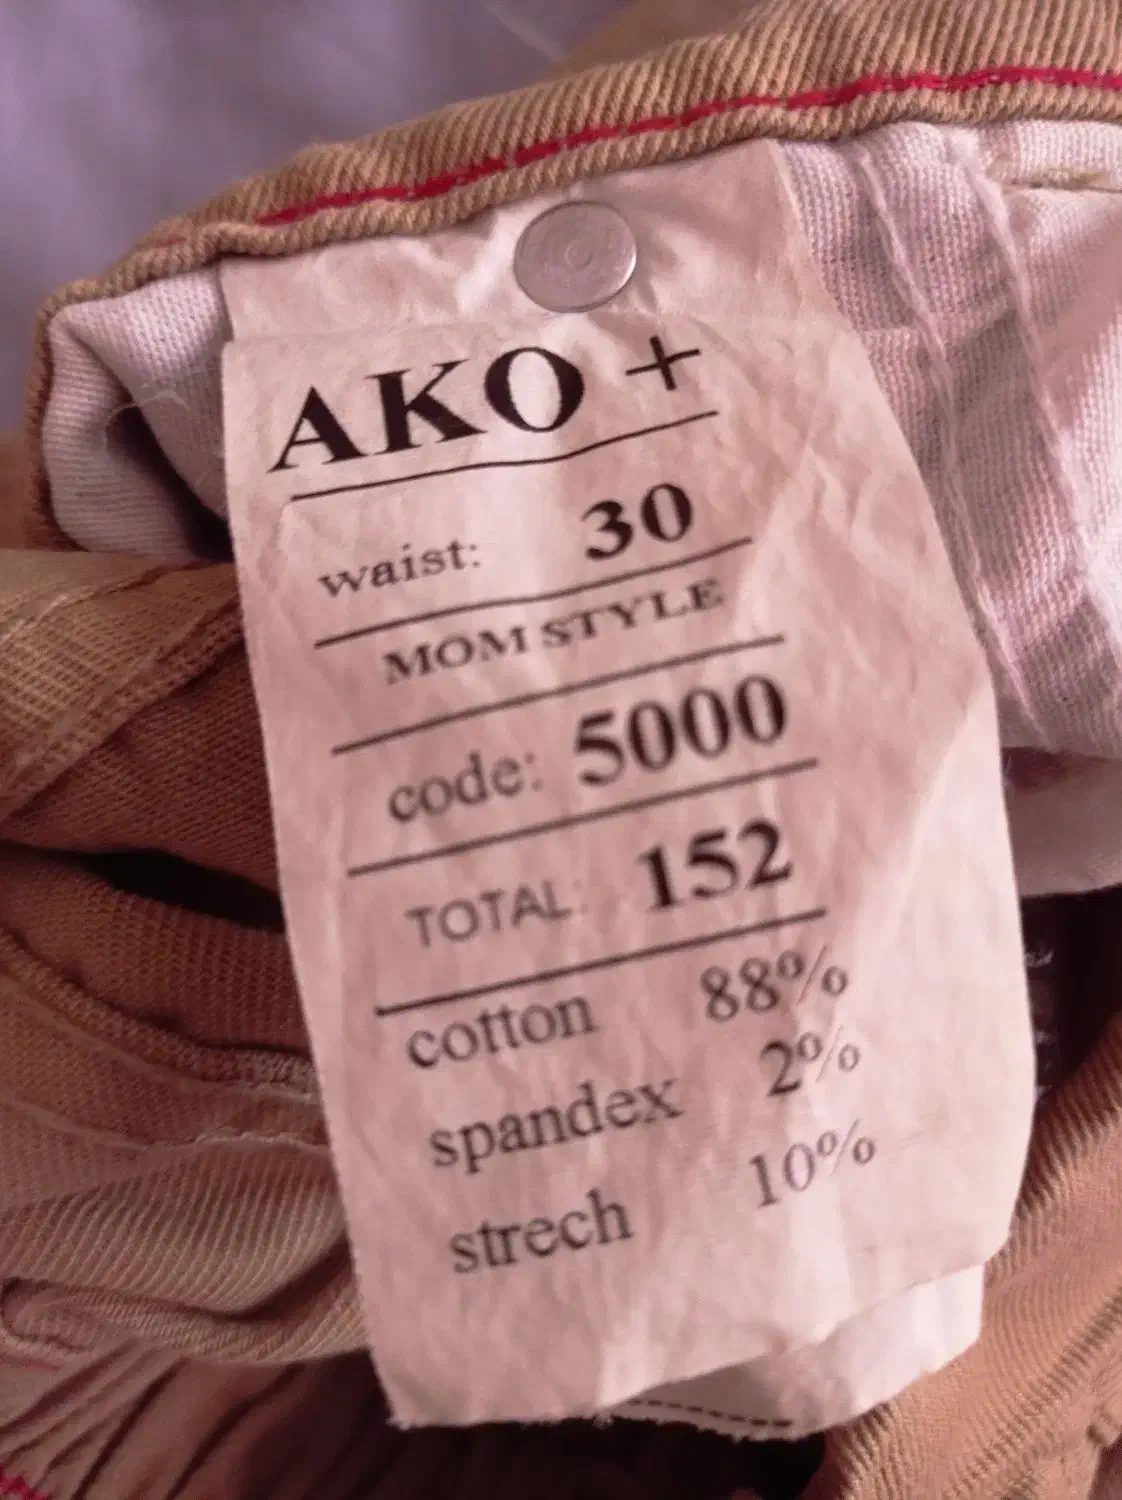 AKO +
waist: 30
MOM STYLE
code: 5000
TOTAL: 152
cotton 88%
spandex 2%
strech 10%